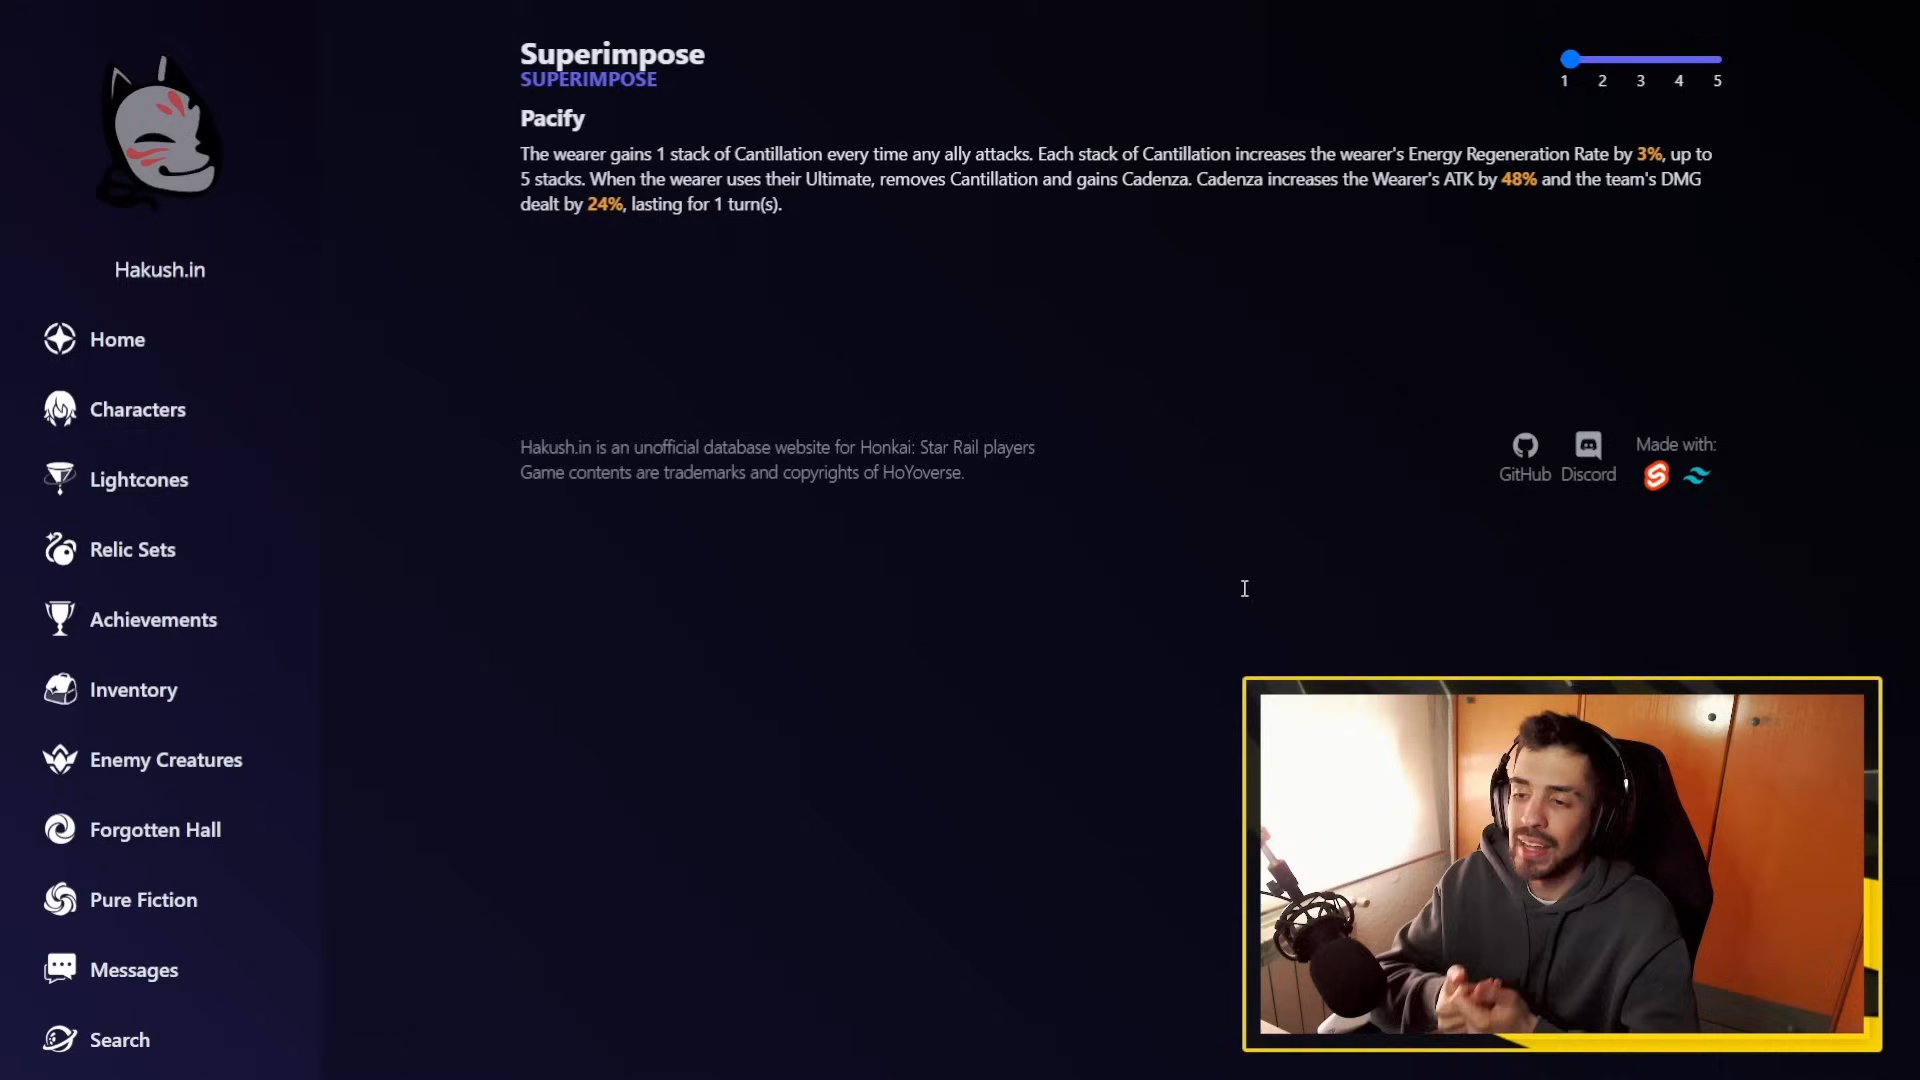 Superimpose
SUPERIMPOSE
1 2 3 4 5
Pacify
The wearer gains 1 stack of Cantillation every time any ally attacks. Each stack of Cantillation increases the wearer's Energy Regeneration Rate by 3%, up to
5 stacks. When the wearer uses their Ultimate, removes Cantillation and gains Cadenza. Cadenza increases the Wearer's ATK by 48% and the team's DMG
dealt by 24%, lasting for 1 turn(s).
Hakush.in
Home
Characters
Lightcones
Relic Sets
Achievements
Inventory
Enemy Creatures
Forgotten Hall
Pure Fiction
Messages
Search
Hakush.in is an unofficial database website for Honkai: Star Rail players
Game contents are trademarks and copyrights of HoYoverse.
GitHub
Discord
Made with: